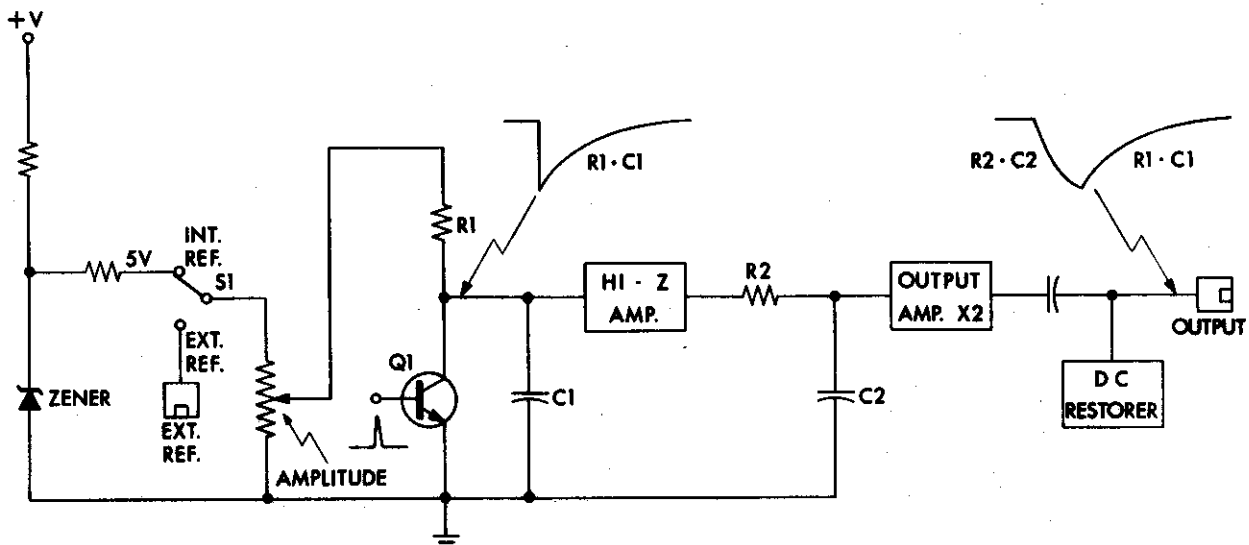 +V
R1 · C1
R2 · C2
R1 · C1
R1
5V
INT.
REF.
S1
HI - Z
AMP.
R2
OUTPUT
AMP. X2
OUTPUT
EXT.
REF.
Q1
ZENER
C1
C2
D C
RESTORER
EXT.
REF.
AMPLITUDE